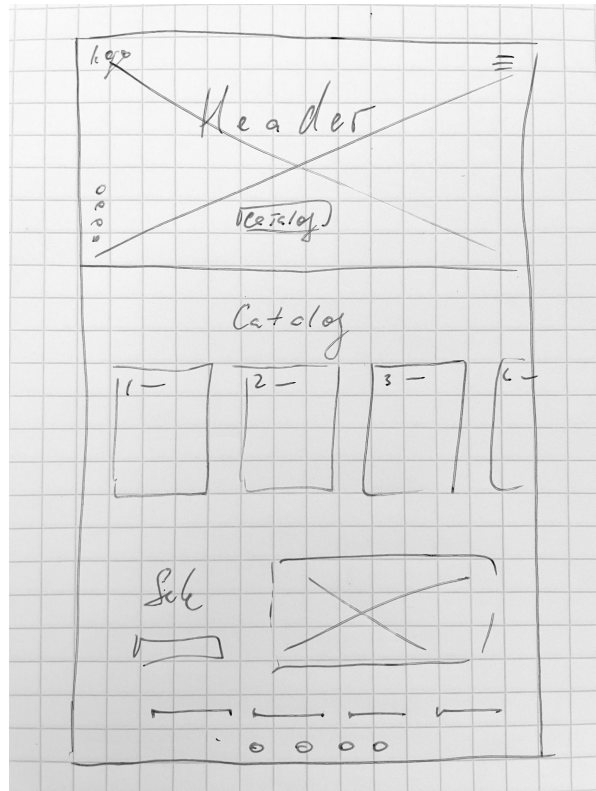 Logo
Header
Catalog
Catalog
1 —
2 —
3 —
Sale